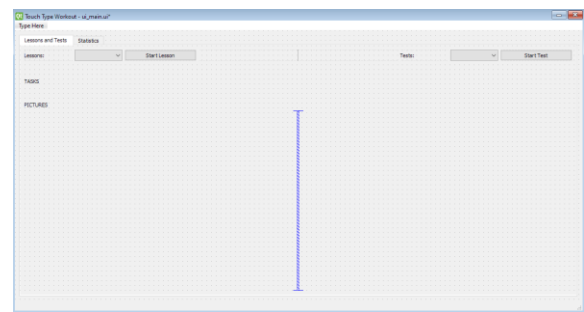 Touch Type Workout - ui_main.ui*
Type Here
Lessons and Tests Statistics
Lessons: Start Lesson Tests: Start Test
TASKS
PICTURES